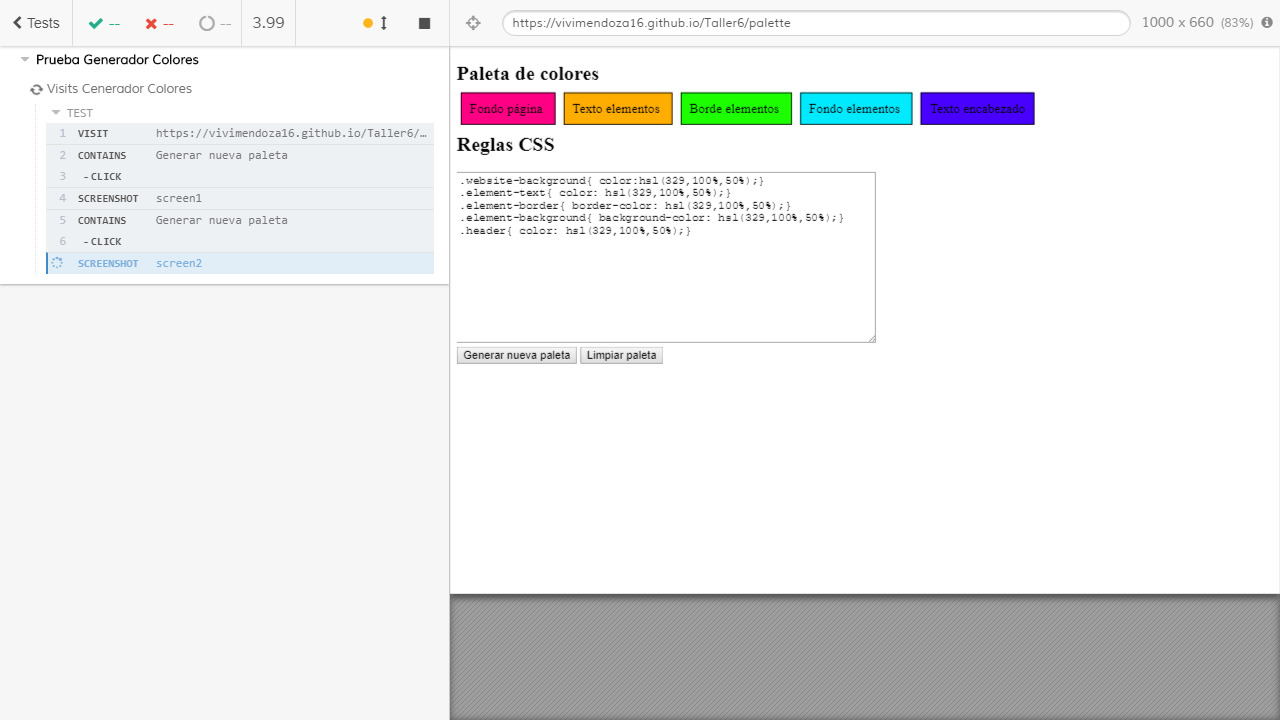 Tests
--
--
--
3.99
https://vivimendoza16.github.io/Taller6/palette
1000 x 660 (83%)
Prueba Generador Colores
Visits Cenerador Colores
TEST
1 VISIT https://vivimendoza16.github.io/Taller6/…
2 CONTAINS Generar nueva paleta
3 - CLICK
4 SCREENSHOT screen1
5 CONTAINS Generar nueva paleta
6 - CLICK
SCREENSHOT screen2
Paleta de colores
Fondo página
Texto elementos
Borde elementos
Fondo elementos
Texto encabezado
Reglas CSS
.website-background{ color:hsl(329,100%,50%);}
.element-text{ color: hsl(329,100%,50%);}
.element-border{ border-color: hsl(329,100%,50%);}
.element-background{ background-color: hsl(329,100%,50%);}
.header{ color: hsl(329,100%,50%);}
Generar nueva paleta
Limpiar paleta